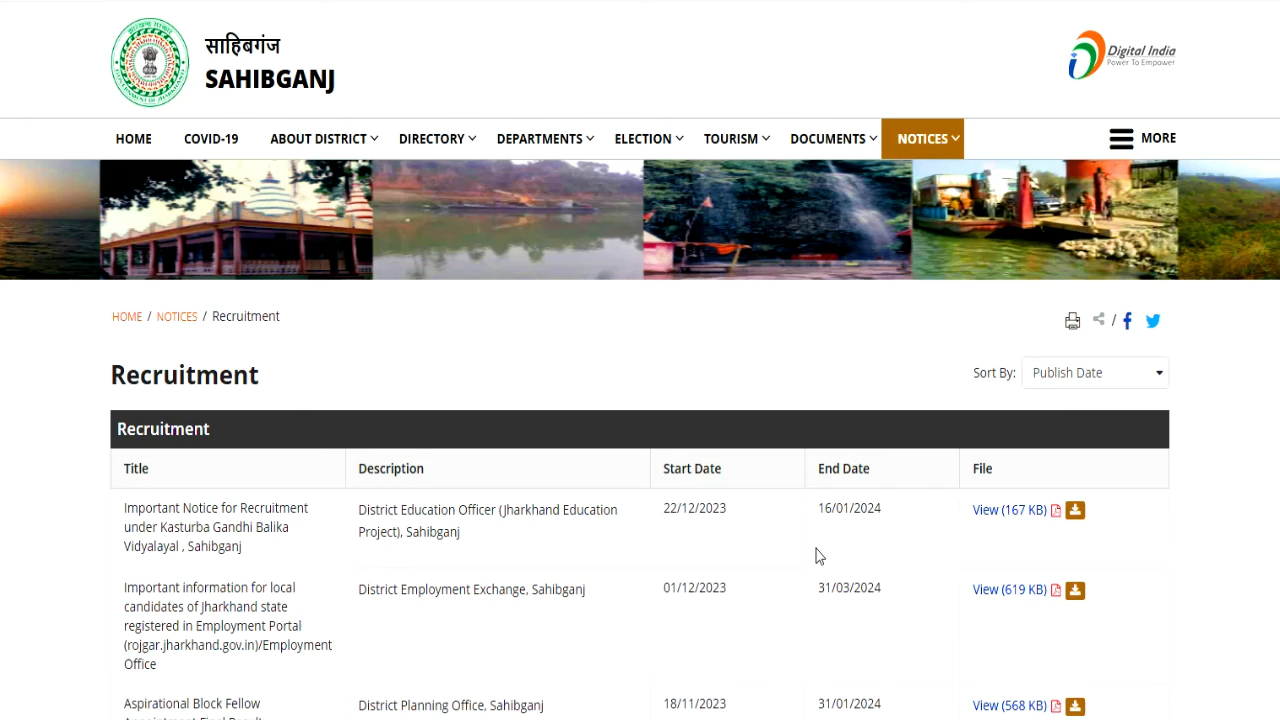 साहिबगंज
SAHIBGANJ
Digital India
Power To Empower
HOME COVID-19 ABOUT DISTRICT DIRECTORY DEPARTMENTS ELECTION TOURISM DOCUMENTS NOTICES MORE
HOME / NOTICES / Recruitment
Recruitment
Sort By: Publish Date
Recruitment
Title Description Start Date End Date File
Important Notice for Recruitment
under Kasturba Gandhi Balika
Vidyalayal , Sahibganj
District Education Officer (Jharkhand Education
Project), Sahibganj
22/12/2023
16/01/2024
View (167 KB)
Important information for local
candidates of Jharkhand state
registered in Employment Portal
(rojgar.jharkhand.gov.in)/Employment
Office
District Employment Exchange, Sahibganj
01/12/2023
31/03/2024
View (619 KB)
Aspirational Block Fellow
Appointment Final Result
District Planning Office, Sahibganj
18/11/2023
31/01/2024
View (568 KB)